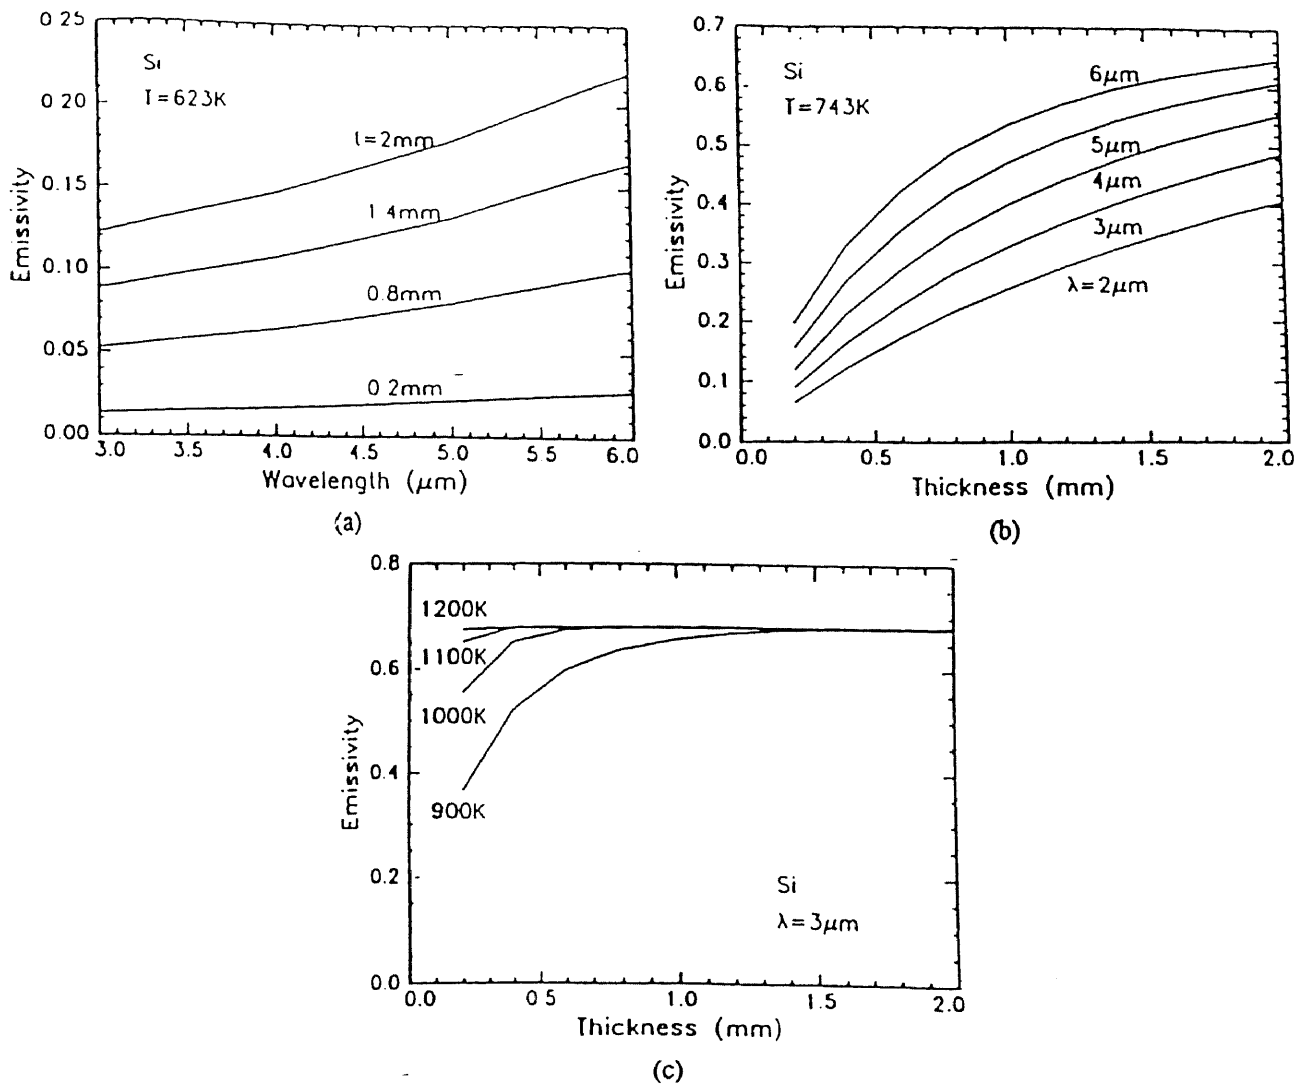 0.25
0.20
0.15
0.10
0.05
0.00
Emissivity
Si
T=623K
l=2mm
1.4mm
0.8mm
0.2mm
3.0 3.5 4.0 4.5 5.0 5.5 6.0
Wavelength (μm)
(a)
0.7
0.6
0.5
0.4
0.3
0.2
0.1
0.0
Emissivity
Si
T=743K
6μm
5μm
4μm
3μm
λ=2μm
0.0 0.5 1.0 1.5 2.0
Thickness (mm)
(b)
0.8
0.6
0.4
0.2
0.0
Emissivity
1200K
1100K
1000K
900K
Si
λ=3μm
0.0 0.5 1.0 1.5 2.0
Thickness (mm)
(c)